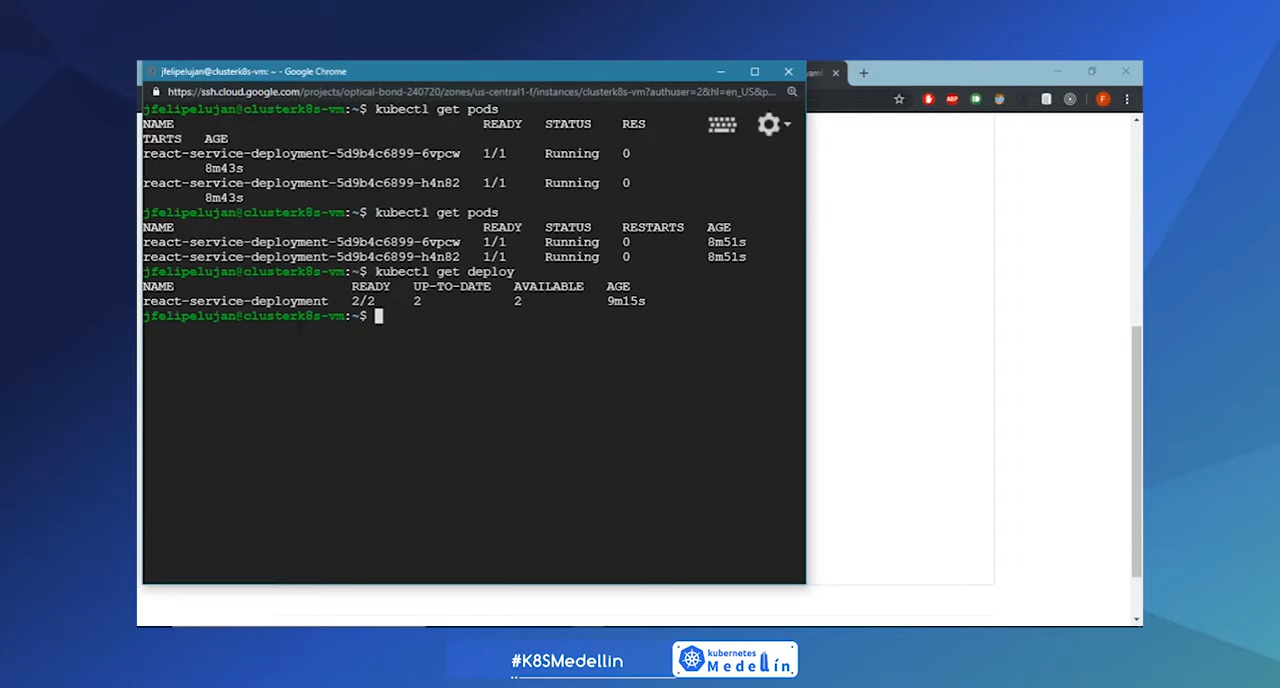 jfelipelujan@clusterk8s-vm: ~ - Google Chrome
https://ssh.cloud.google.com/projects/optical-bond-240720/zones/us-central1-f/instances/clusterk8s-vm?authuser=2&hl=en_US&p...
jfelipelujan@clusterk8s-vm:~$ kubectl get pods
NAME READY STATUS RES
TARTS AGE
react-service-deployment-5d9b4c6899-6vpcw 1/1 Running 0
8m43s
react-service-deployment-5d9b4c6899-h4n82 1/1 Running 0
8m43s
jfelipelujan@clusterk8s-vm:~$ kubectl get pods
NAME READY STATUS RESTARTS AGE
react-service-deployment-5d9b4c6899-6vpcw 1/1 Running 0 8m51s
react-service-deployment-5d9b4c6899-h4n82 1/1 Running 0 8m51s
jfelipelujan@clusterk8s-vm:~$ kubectl get deploy
NAME READY UP-TO-DATE AVAILABLE AGE
react-service-deployment 2/2 2 2 9m15s
jfelipelujan@clusterk8s-vm:~$
ABP
F
#K8SMedellin
kubernetes
Medellín